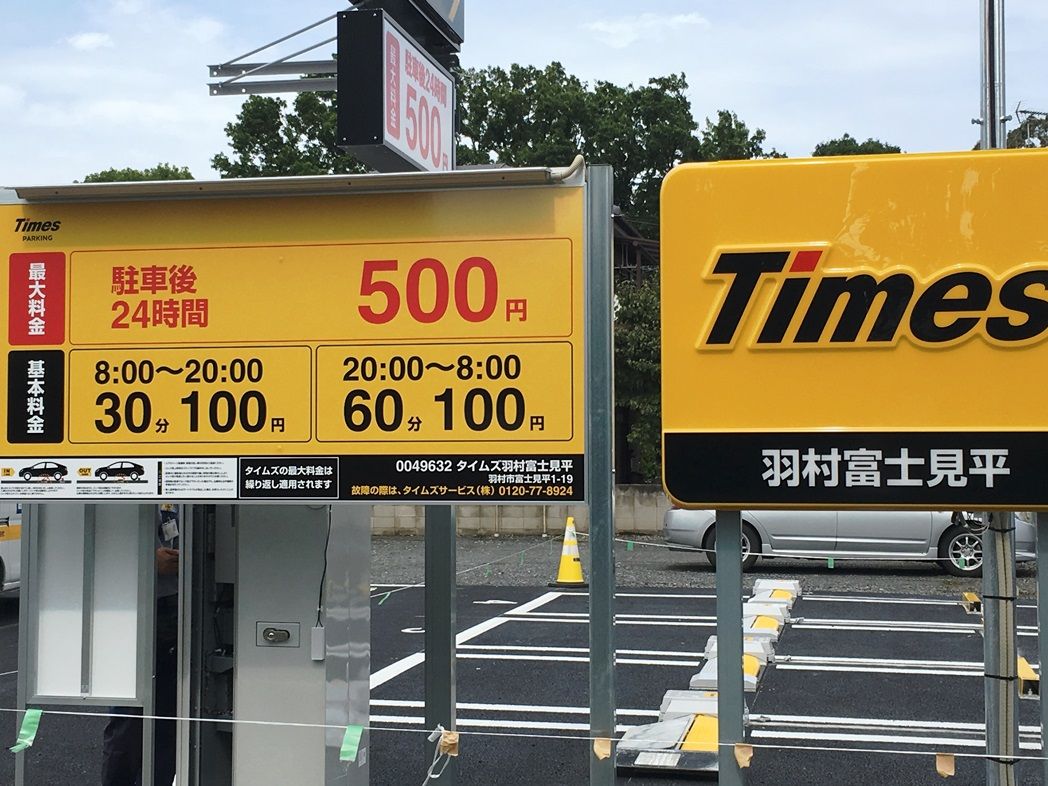 最大料金
駐車後24時間
500円
Times
PARKING
最大料金
駐車後
24時間
500円
基本料金
8:00〜20:00
30分 100円
20:00〜8:00
60分 100円
IN
OUT
タイムズの最大料金は
繰り返し適用されます
0049632 タイムズ羽村富士見平
羽村市富士見平1-19
故障の際は、タイムズサービス(株) 0120-77-8924
Times
羽村富士見平